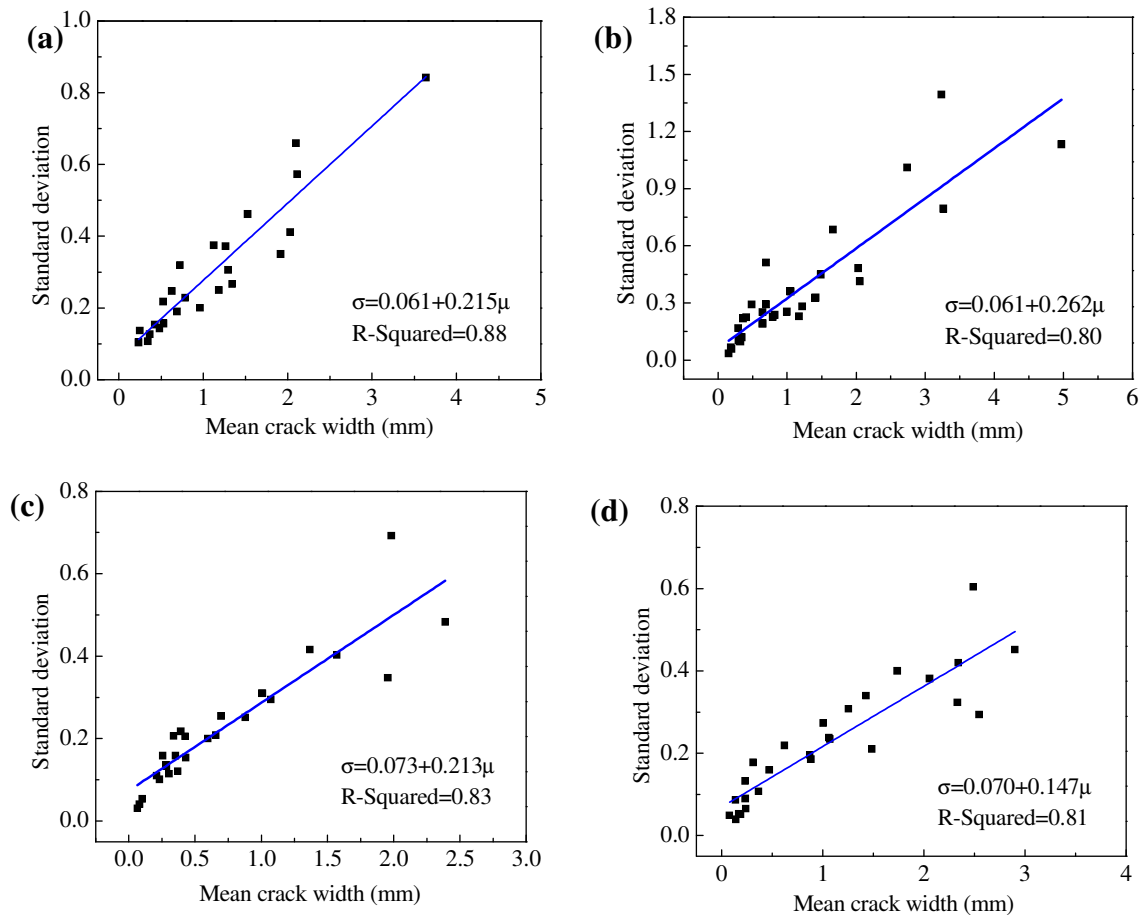 (a)
1.0
0.8
0.6
0.4
0.2
0.0
Standard deviation
σ=0.061+0.215μ
R-Squared=0.88
0 1 2 3 4 5
Mean crack width (mm)
(b)
1.8
1.5
1.2
0.9
0.6
0.3
0.0
Standard deviation
σ=0.061+0.262μ
R-Squared=0.80
0 1 2 3 4 5 6
Mean crack width (mm)
(c)
0.8
0.6
0.4
0.2
0.0
Standard deviation
σ=0.073+0.213μ
R-Squared=0.83
0.0 0.5 1.0 1.5 2.0 2.5 3.0
Mean crack width (mm)
(d)
0.8
0.6
0.4
0.2
0.0
Standard deviation
σ=0.070+0.147μ
R-Squared=0.81
0 1 2 3 4
Mean crack width (mm)